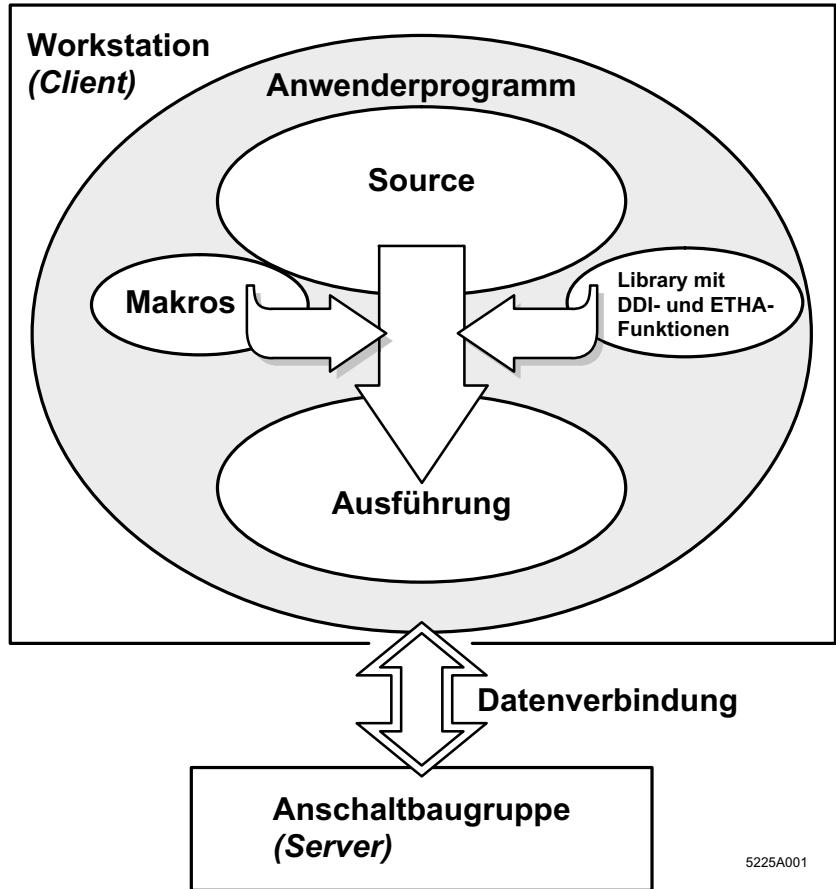 Workstation
(Client)
Anwenderprogramm
Source
Makros
Library mit
DDI- und ETHA-
Funktionen
Ausführung
Datenverbindung
Anschaltbaugruppe
(Server)
5225A001